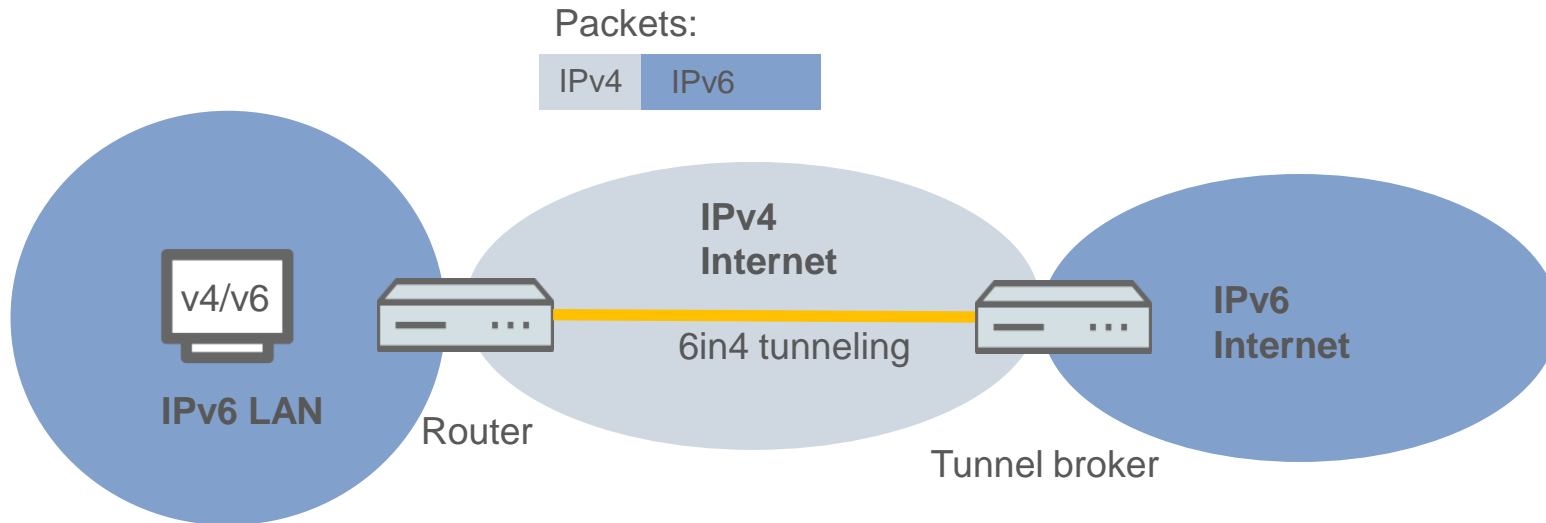 Packets:
IPv4 IPv6
IPv4
Internet
v4/v6
IPv6
Internet
6in4 tunneling
IPv6 LAN
Router
Tunnel broker